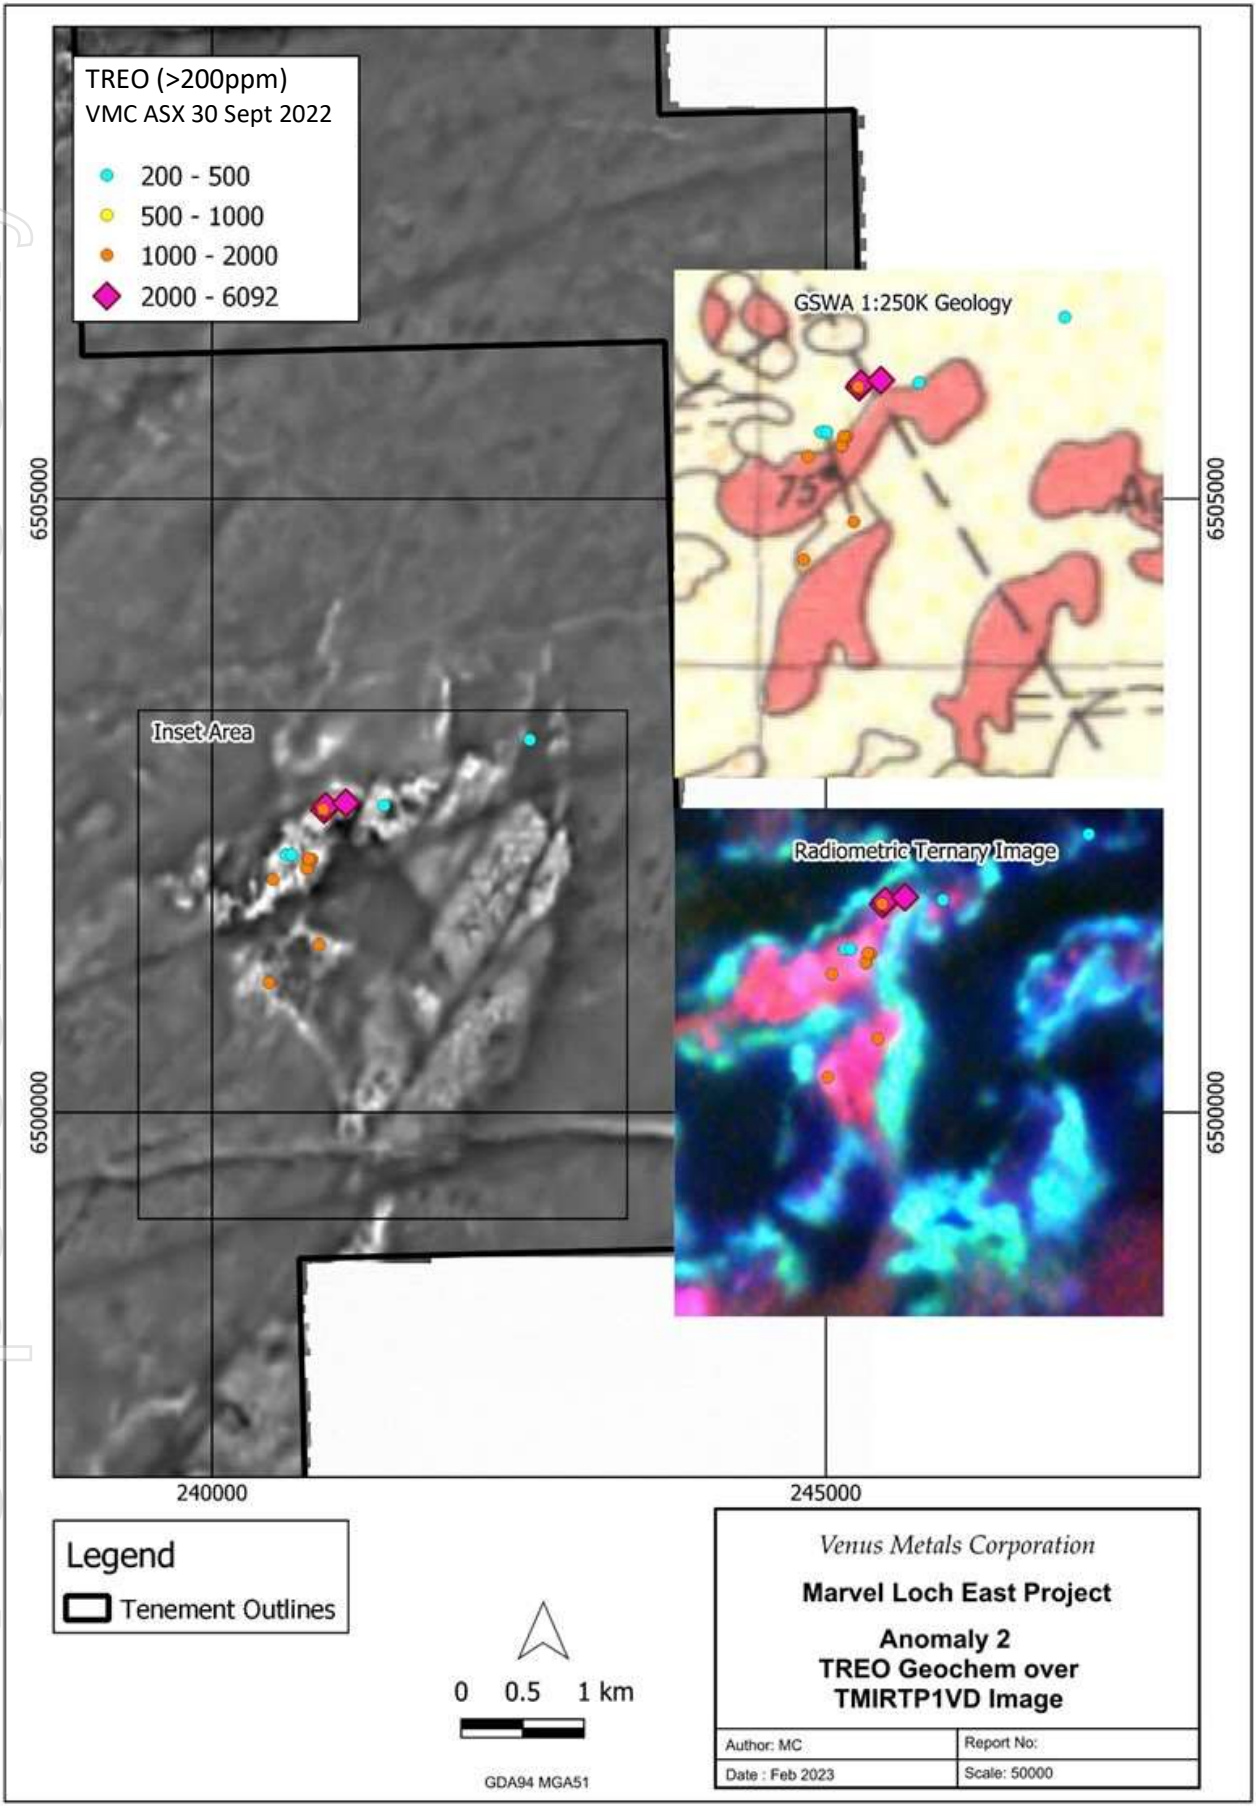 TREO (>200ppm)
VMC ASX 30 Sept 2022
200 - 500
500 - 1000
1000 - 2000
2000 - 6092
GSWA 1:250K Geology
75
6505000
6505000
Inset Area
Radiometric Ternary Image
6500000
6500000
240000
245000
Legend
Tenement Outlines
0 0.5 1 km
GDA94 MGA51
Venus Metals Corporation
Marvel Loch East Project
Anomaly 2
TREO Geochem over
TMIRTP1VD Image
Author: MC
Report No:
Date : Feb 2023
Scale: 50000